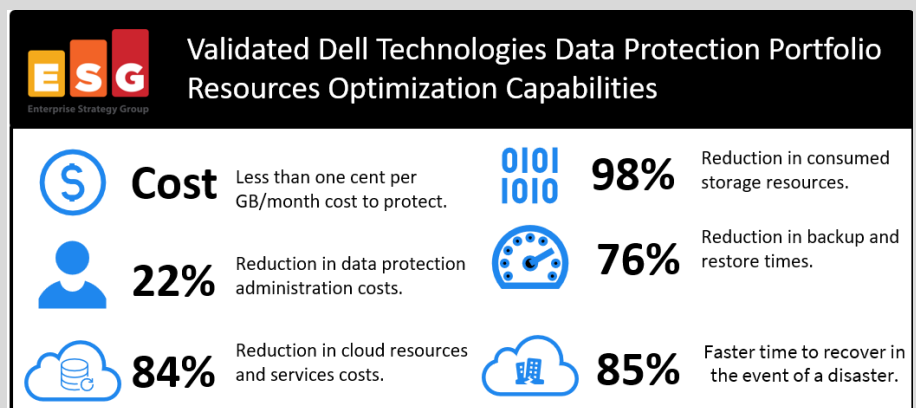 ESG
Enterprise Strategy Group
Validated Dell Technologies Data Protection Portfolio
Resources Optimization Capabilities
$
Cost
Less than one cent per
GB/month cost to protect.
0101
1010
98%
Reduction in consumed
storage resources.
22%
Reduction in data protection
administration costs.
76%
Reduction in backup and
restore times.
84%
Reduction in cloud resources
and services costs.
85%
Faster time to recover in
the event of a disaster.